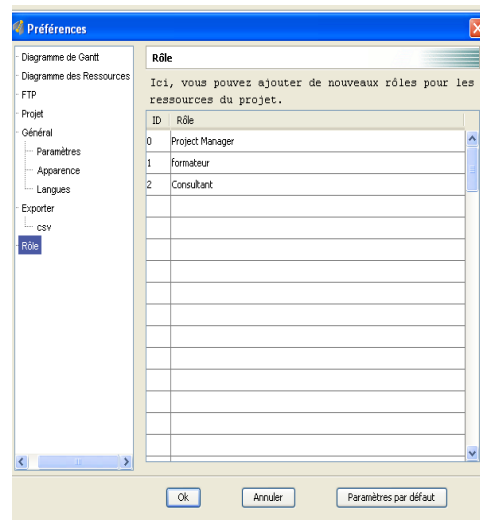 Préférences
Diagramme de Gantt
Diagramme des Ressources
FTP
Projet
Général
Paramètres
Apparence
Langues
Exporter
csv
Rôle
Rôle
Ici, vous pouvez ajouter de nouveaux rôles pour les
ressources du projet.
ID Rôle
0 Project Manager
1 formateur
2 Consultant
Ok Annuler Paramètres par défaut